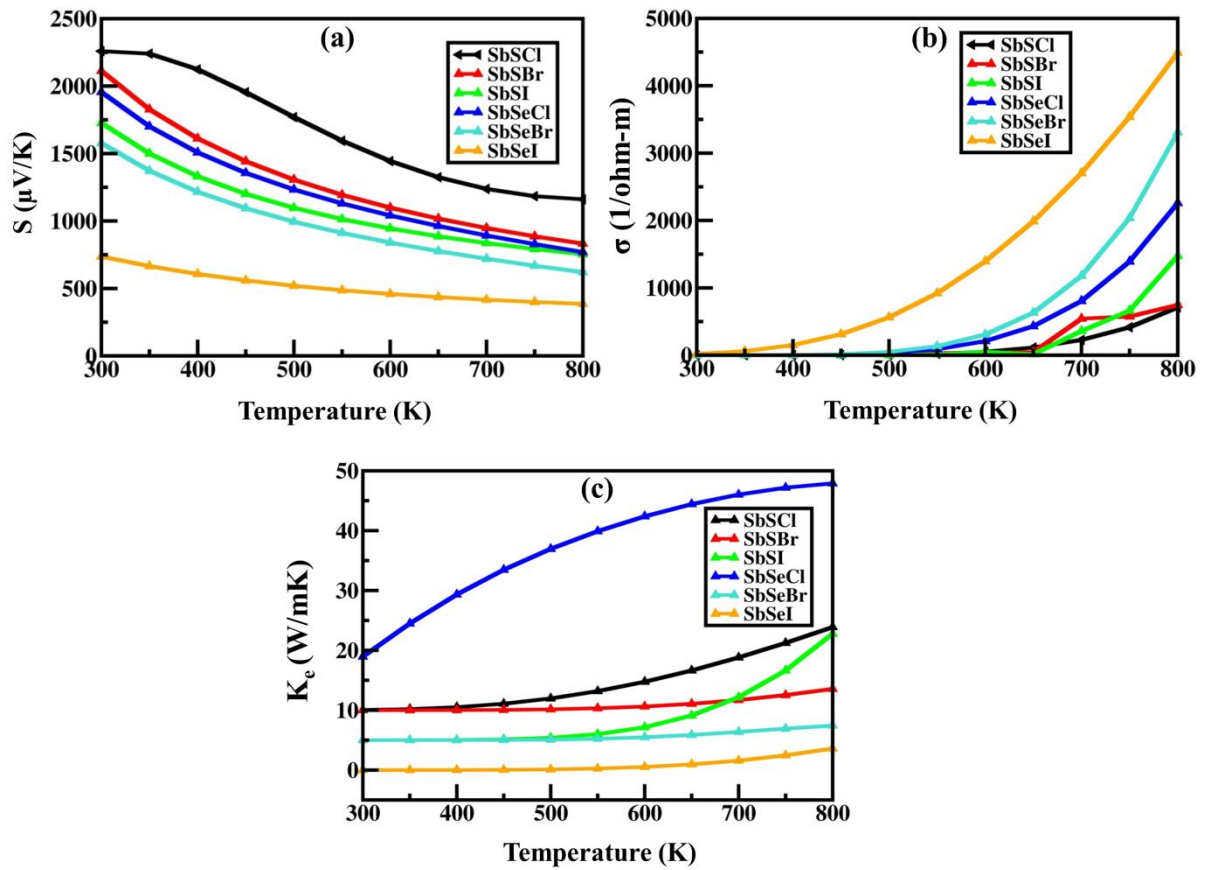 (a)
S (µV/K)
2500
2000
1500
1000
500
0
SbSCl
SbSBr
SbSI
SbSeCl
SbSeBr
SbSeI
300 400 500 600 700 800
Temperature (K)
(b)
σ (1/ohm-m)
5000
4000
3000
2000
1000
0
SbSCl
SbSBr
SbSI
SbSeCl
SbSeBr
SbSeI
300 400 500 600 700 800
Temperature (K)
(c)
Ke (W/mK)
50
40
30
20
10
0
SbSCl
SbSBr
SbSI
SbSeCl
SbSeBr
SbSeI
300 400 500 600 700 800
Temperature (K)